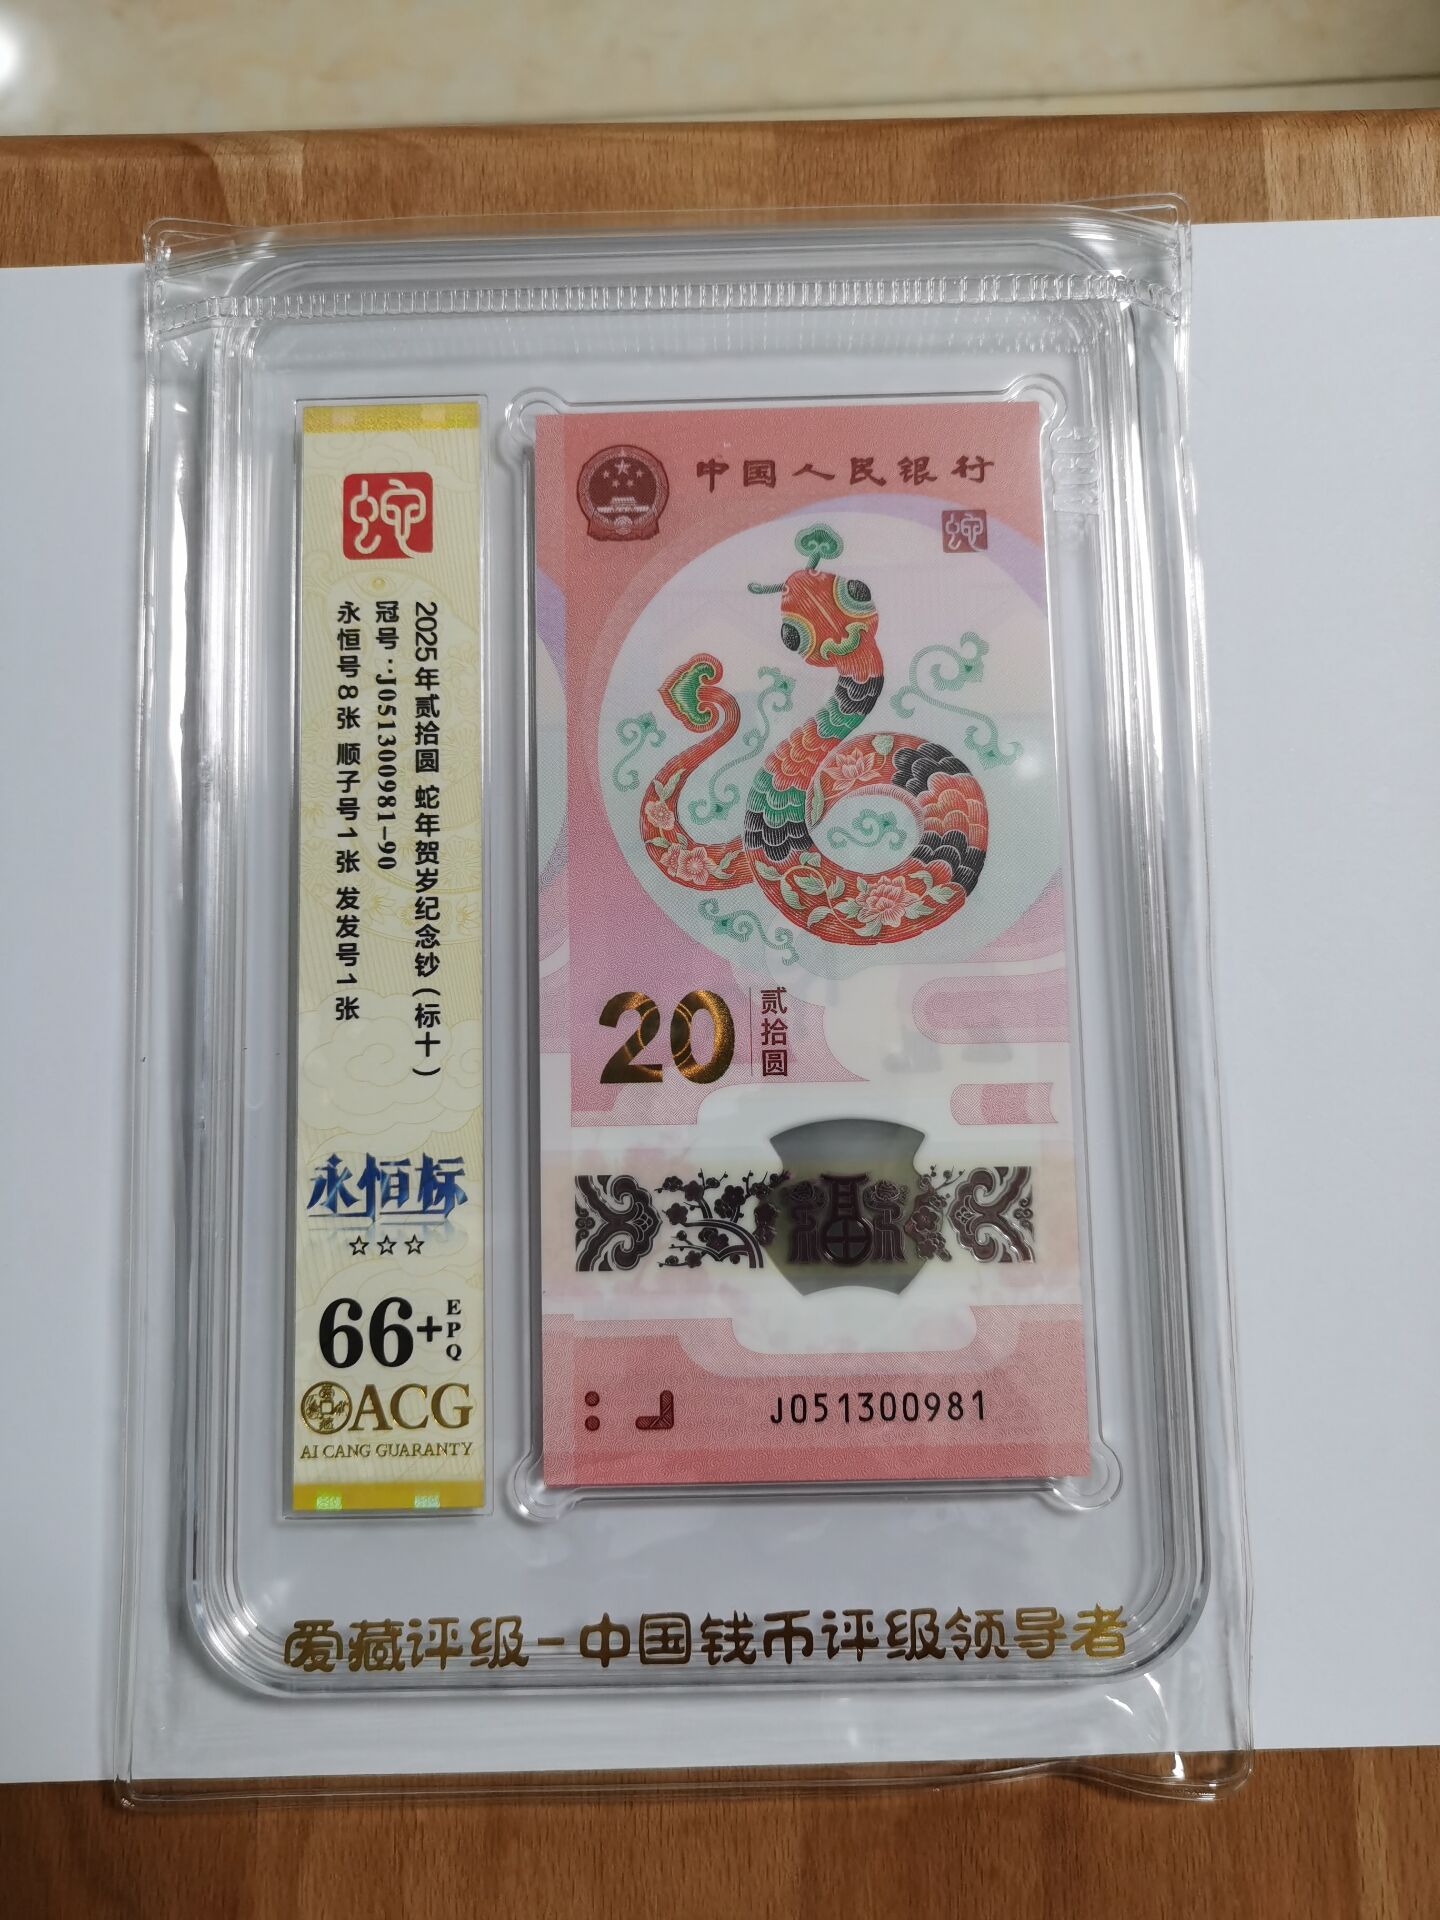 蛇
2025年贰拾圆 蛇年贺岁纪念钞(标十)
冠号:J051300981-90
永恒号8张 顺子号1张 发发号1张
永恒标
☆☆☆
66+EPQ
ACG
AI CANG GUARANTY
中国人民银行
蛇
20 贰拾圆
福
J051300981
爱藏评级-中国钱币评级领导者